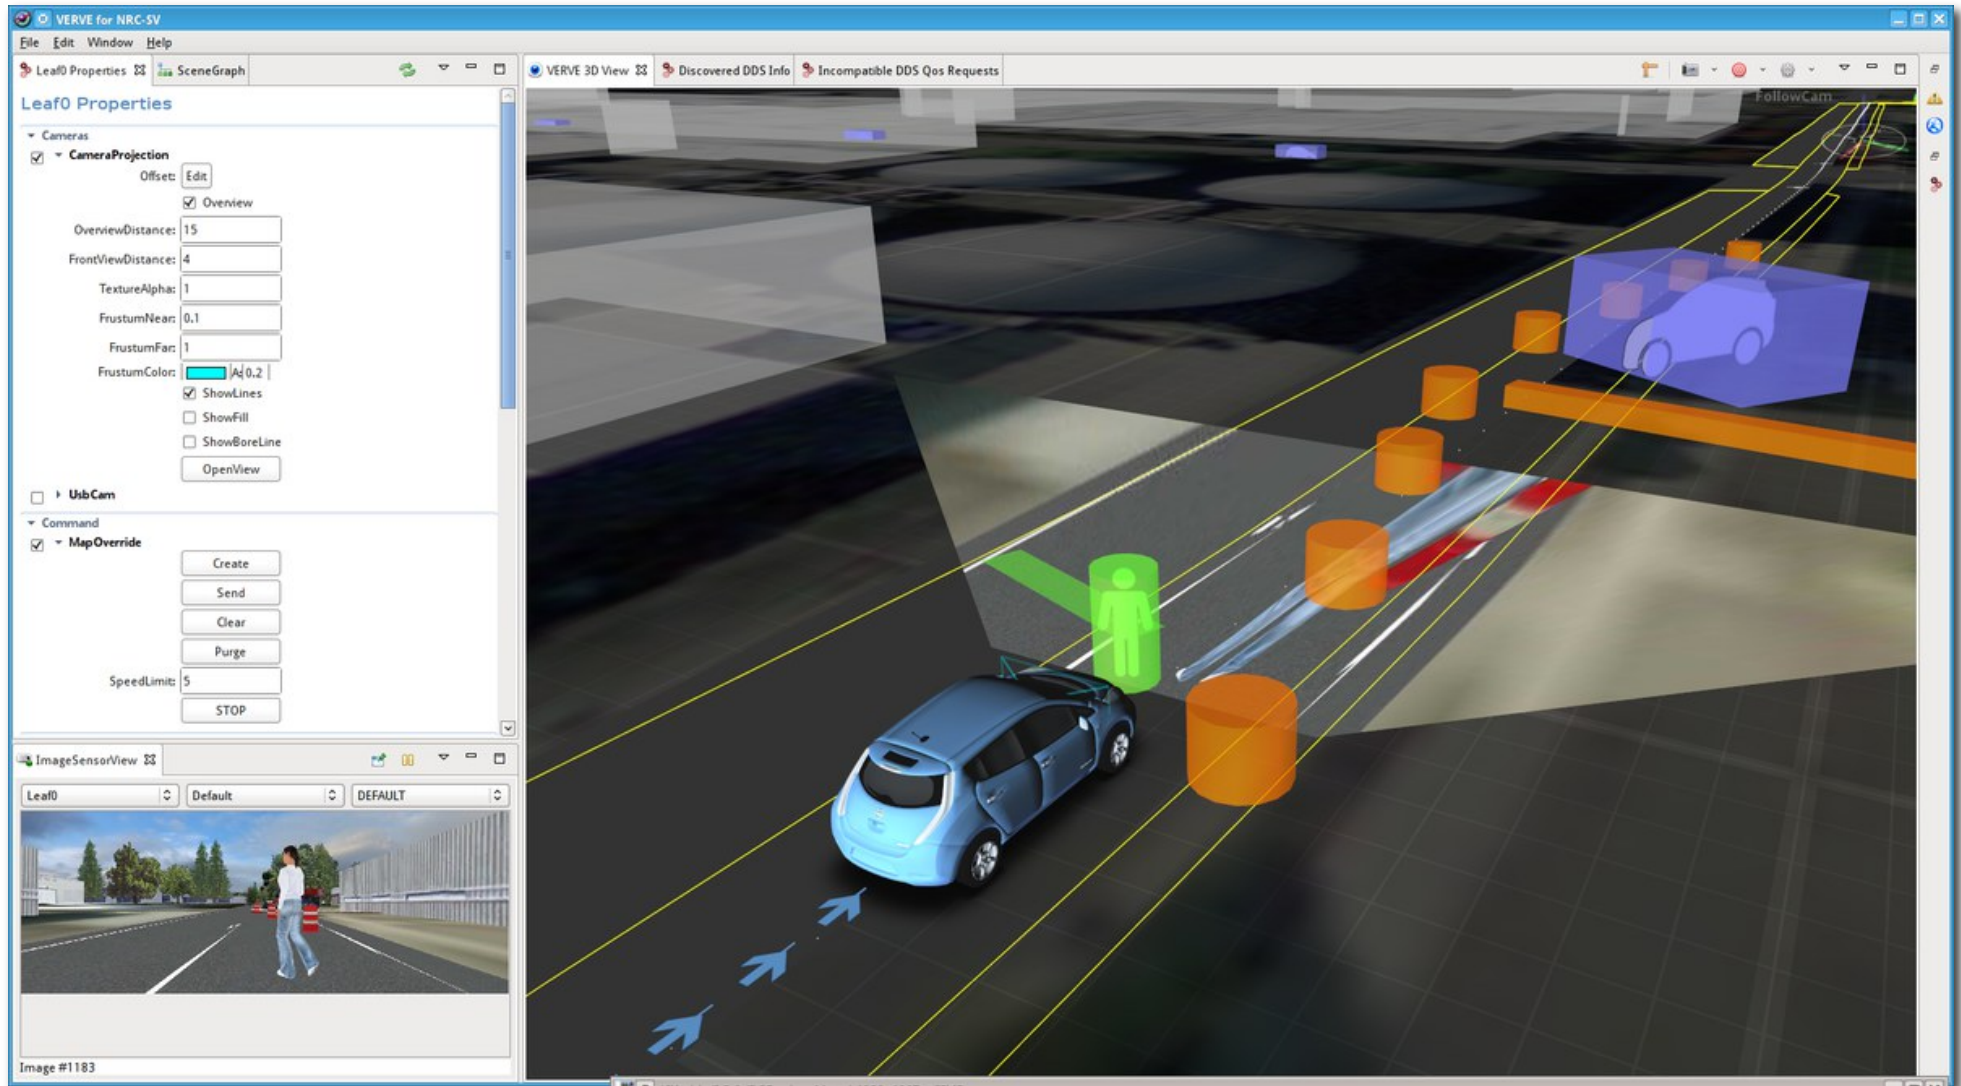 VERVE for NRC-SV
File Edit Window Help
Leaf0 Properties SceneGraph
Leaf0 Properties
Cameras
CameraProjection
Offset: Edit
Overview
OverviewDistance: 15
FrontViewDistance: 4
TextureAlpha: 1
FrustumNear: 0.1
FrustumFar: 1
FrustumColor: A: 0.2
ShowLines
ShowFill
ShowBoreLine
OpenView
UsbCam
Command
MapOverride
Create
Send
Clear
Purge
SpeedLimit: 5
STOP
ImageSensorView
Leaf0 Default DEFAULT
Image #1183
VERVE 3D View Discovered DDS Info Incompatible DDS Qos Requests
FollowCam